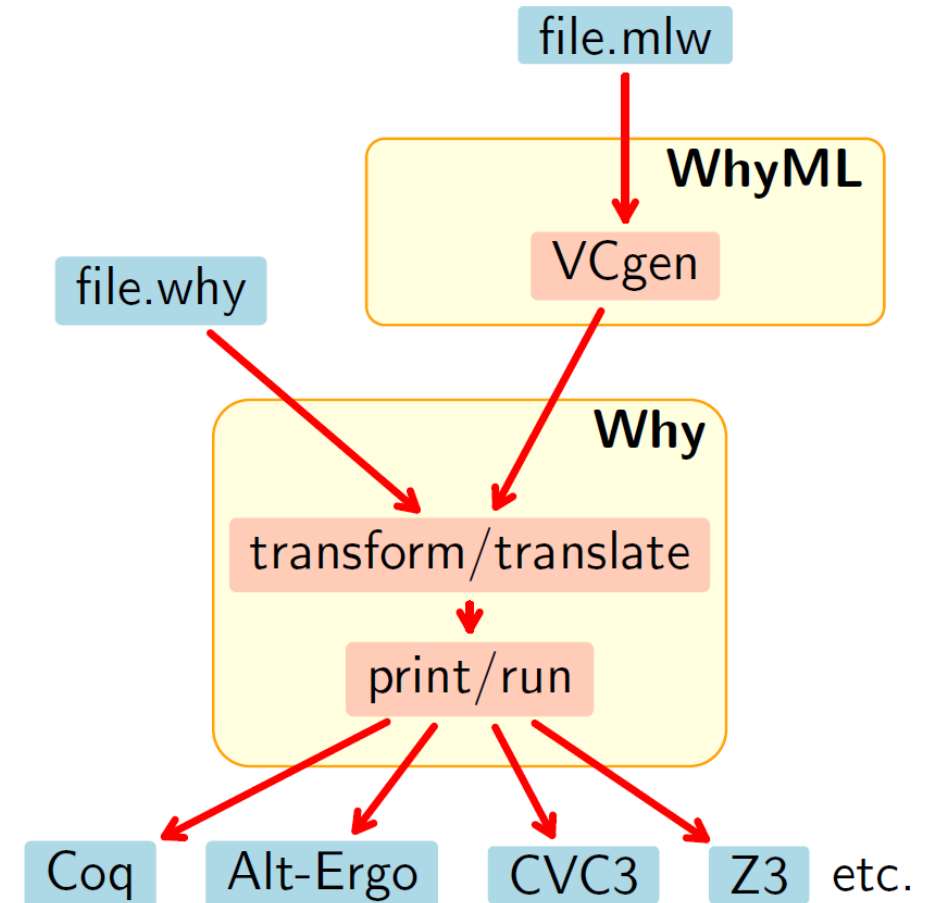 file.mlw
WhyML
VCgen
file.why
Why
transform/translate
print/run
Coq
Alt-Ergo
CVC3
Z3
etc.